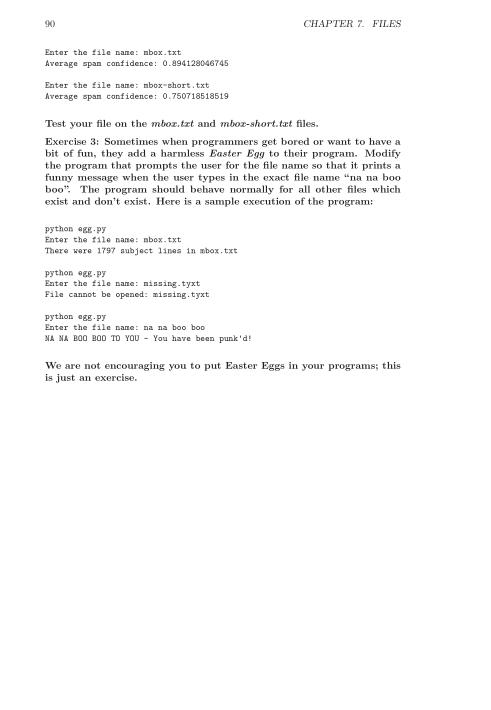 90 CHAPTER 7. FILES
Enter the file name: mbox.txt
Average spam confidence: 0.894128046745
Enter the file name: mbox-short.txt
Average spam confidence: 0.750718518519
Test your file on the mbox.txt and mbox-short.txt files.
Exercise 3: Sometimes when programmers get bored or want to have a
bit of fun, they add a harmless Easter Egg to their program. Modify
the program that prompts the user for the file name so that it prints a
funny message when the user types in the exact file name “na na boo
boo”. The program should behave normally for all other files which
exist and don’t exist. Here is a sample execution of the program:
python egg.py
Enter the file name: mbox.txt
There were 1797 subject lines in mbox.txt
python egg.py
Enter the file name: missing.tyxt
File cannot be opened: missing.tyxt
python egg.py
Enter the file name: na na boo boo
NA NA BOO BOO TO YOU - You have been punk'd!
We are not encouraging you to put Easter Eggs in your programs; this
is just an exercise.